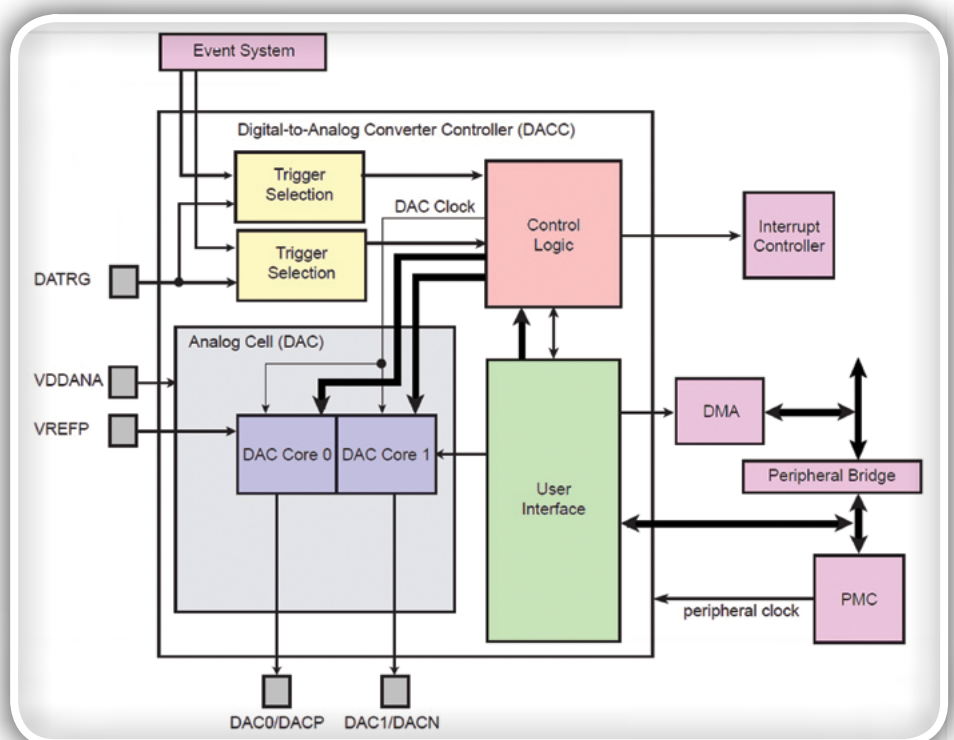 Event System
Digital-to-Analog Converter Controller (DACC)
Trigger
Selection
DAC Clock
Control
Logic
Interrupt
Controller
Trigger
Selection
DATRG
Analog Cell (DAC)
VDDANA
VREFP
DMA
DAC Core 0
DAC Core 1
Peripheral Bridge
User
Interface
PMC
peripheral clock
DAC0/DACP
DAC1/DACN